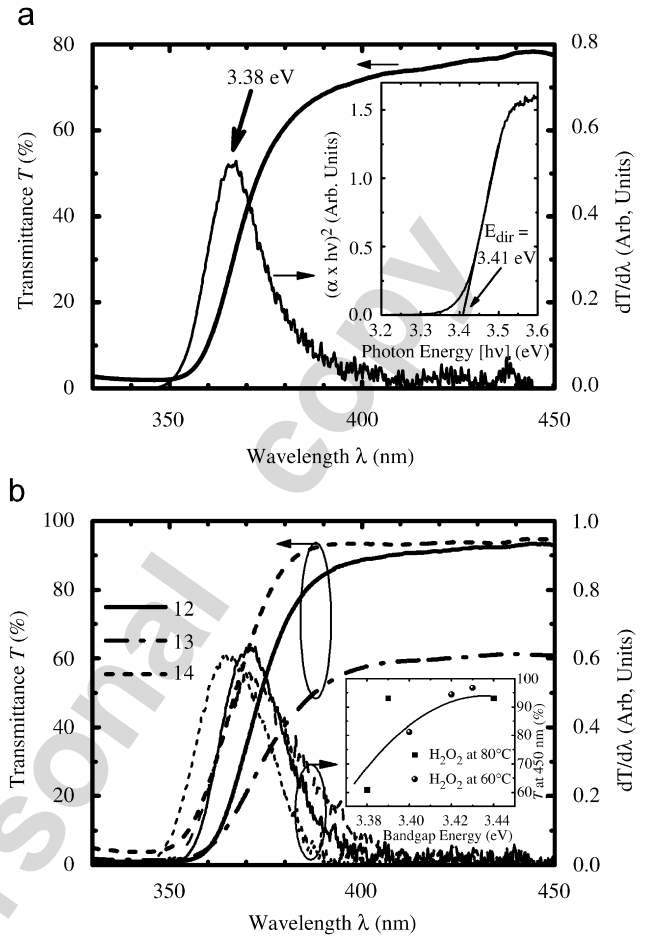 a
80
60
40
20
0
Transmittance T (%)
3.38 eV
0.8
0.6
0.4
0.2
0.0
dT/dλ (Arb, Units)
1.5
1.0
0.5
0.0
(α x hν)² (Arb. Units)
E_dir =
3.41 eV
3.2 3.3 3.4 3.5 3.6
Photon Energy [hν] (eV)
350 400 450
Wavelength λ (nm)
copy
b
100
80
60
40
20
0
Transmittance T (%)
12
13
14
1.0
0.8
0.6
0.4
0.2
0.0
dT/dλ (Arb, Units)
100
90
80
70
60
T at 450 nm (%)
H₂O₂ at 80°C
H₂O₂ at 60°C
3.38 3.40 3.42 3.44
Bandgap Energy (eV)
350 400 450
Wavelength λ (nm)